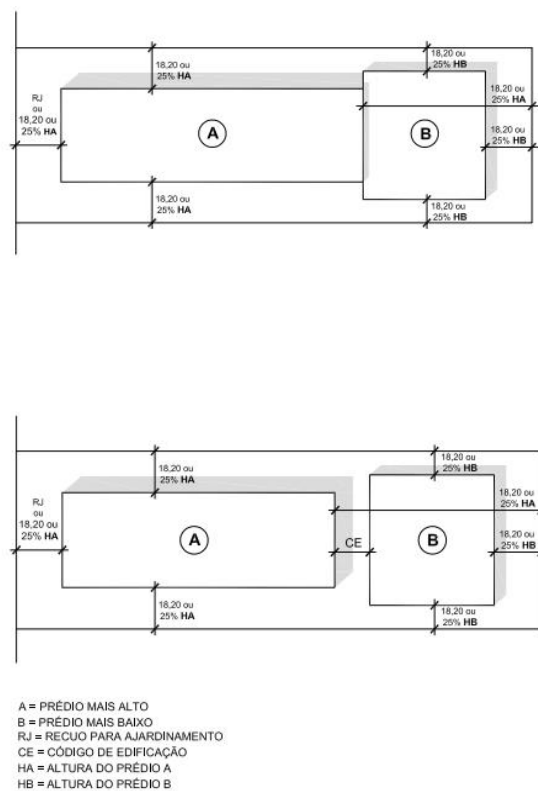 18,20 ou
25% HA
18,20 ou
25% HB
RJ
ou
18,20 ou
25% HA
18,20 ou
25% HA
A
B
18,20 ou
25% HB
18,20 ou
25% HA
18,20 ou
25% HB
18,20 ou
25% HA
18,20 ou
25% HB
RJ
ou
18,20 ou
25% HA
18,20 ou
25% HA
A
CE
B
18,20 ou
25% HB
18,20 ou
25% HA
18,20 ou
25% HB
A = PRÉDIO MAIS ALTO
B = PRÉDIO MAIS BAIXO
RJ = RECUO PARA AJARDINAMENTO
CE = CÓDIGO DE EDIFICAÇÃO
HA = ALTURA DO PRÉDIO A
HB = ALTURA DO PRÉDIO B